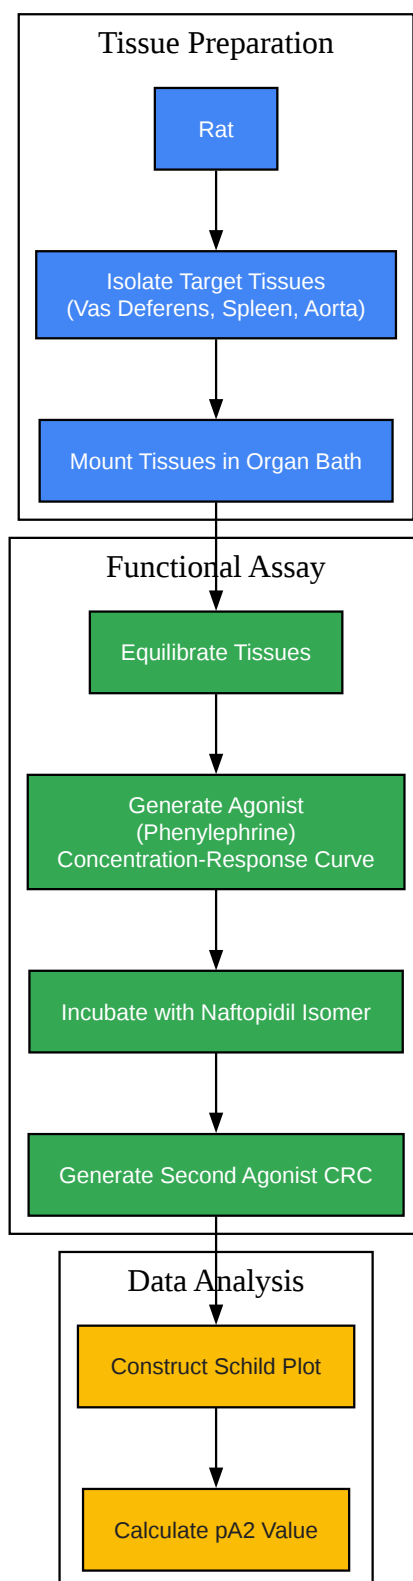 Tissue Preparation
Rat
Isolate Target Tissues
(Vas Deferens, Spleen, Aorta)
Mount Tissues in Organ Bath
Functional Assay
Equilibrate Tissues
Generate Agonist
(Phenylephrine)
Concentration-Response Curve
Incubate with Naftopidil Isomer
Generate Second Agonist CRC
Data Analysis
Construct Schild Plot
Calculate pA2 Value